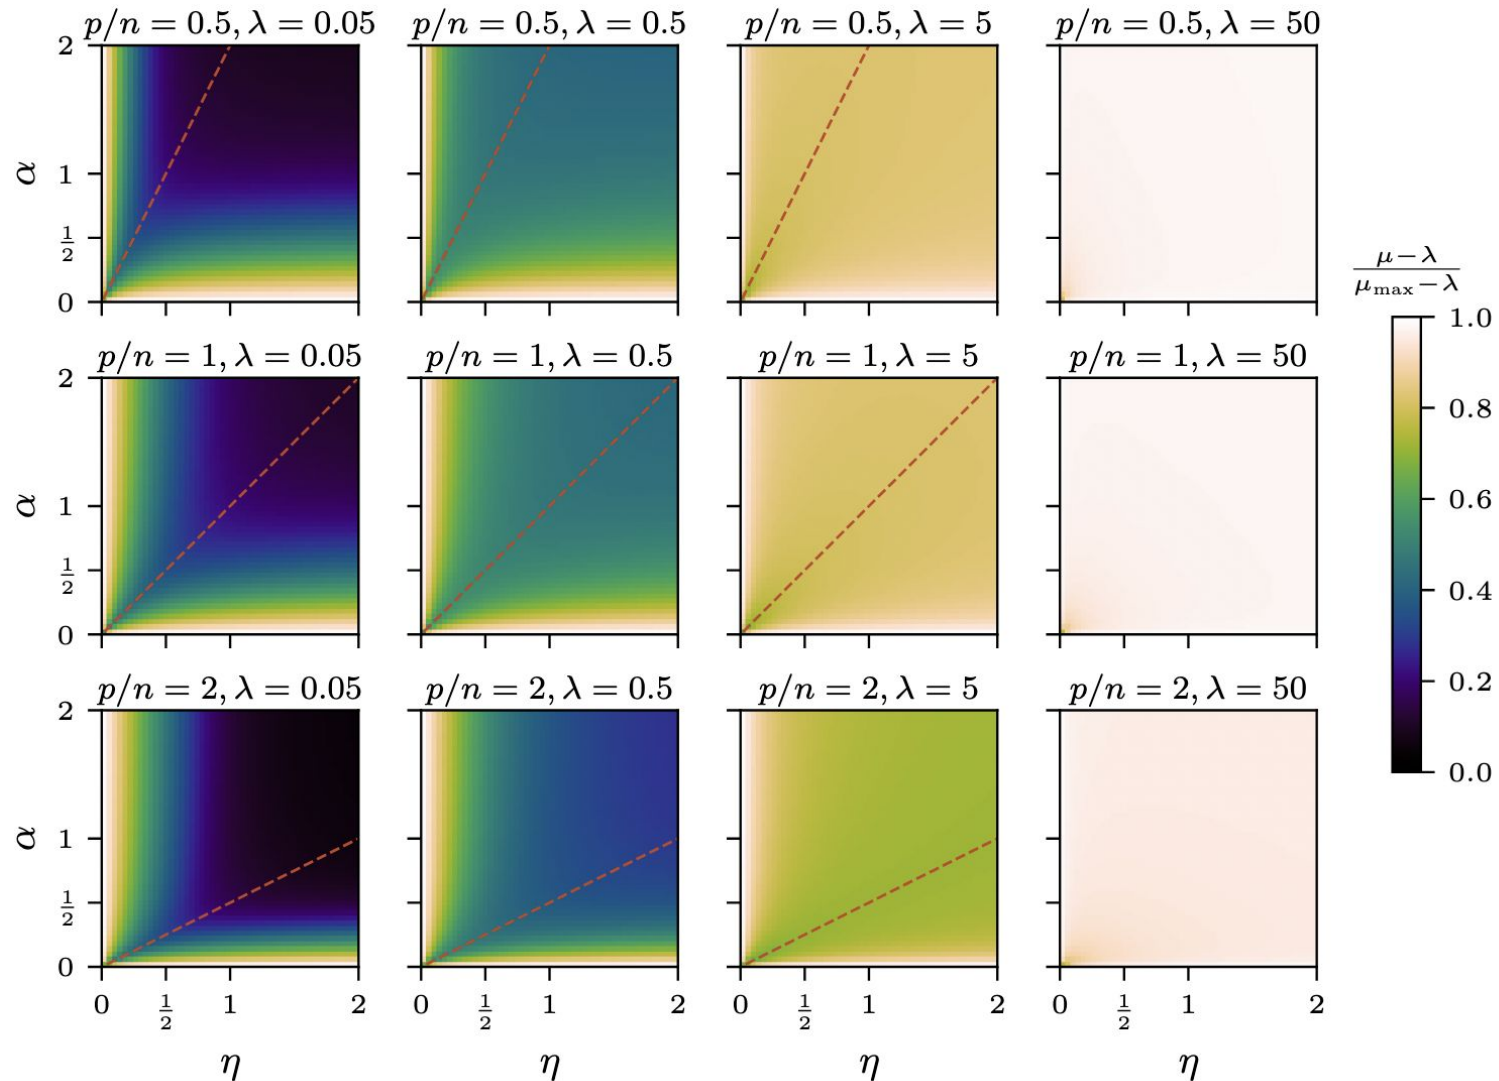 p/n = 0.5, λ = 0.05
p/n = 0.5, λ = 0.5
p/n = 0.5, λ = 5
p/n = 0.5, λ = 50
2
1
1/2
0
α
p/n = 1, λ = 0.05
p/n = 1, λ = 0.5
p/n = 1, λ = 5
p/n = 1, λ = 50
2
1
1/2
0
α
p/n = 2, λ = 0.05
p/n = 2, λ = 0.5
p/n = 2, λ = 5
p/n = 2, λ = 50
2
1
1/2
0
α
0 1/2 1 2
0 1/2 1 2
0 1/2 1 2
0 1/2 1 2
η
η
η
η
μ − λ
μmax − λ
1.0
0.8
0.6
0.4
0.2
0.0